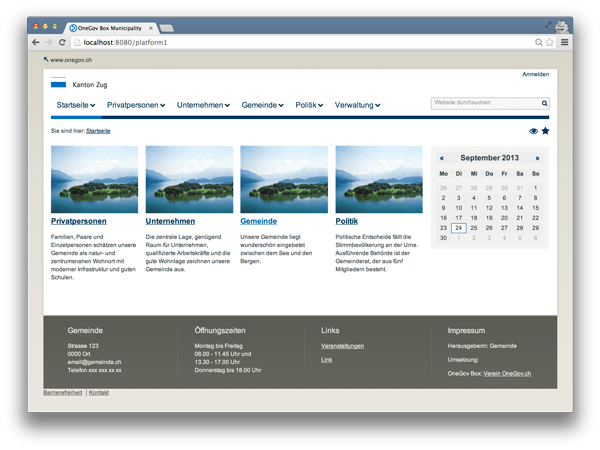 OneGov Box Municipality
localhost:8080/platform1
www.onegov.ch
Anmelden
Kanton Zug
Startseite Privatpersonen Unternehmen Gemeinde Politik Verwaltung
Website durchsuchen
Sie sind hier: Startseite
Privatpersonen
Familien, Paare und
Einzelpersonen schätzen unsere
Gemeinde als natur- und
zentrumsnahen Wohnort mit
moderner Infrastruktur und guten
Schulen.
Unternehmen
Die zentrale Lage, genügend
Raum für Unternehmen,
qualifizierte Arbeitskräfte und die
gute Wohnlage zeichnen unsere
Gemeinde aus.
Gemeinde
Unsere Gemeinde liegt
wunderschön eingebetet
zwischen dem See und den
Bergen.
Politik
Politische Entscheide fällt die
Stimmbevölkerung an der Urne.
Ausführende Behörde ist der
Gemeinderat, der aus fünf
Mitgliedern besteht.
« September 2013 »
Mo Di Mi Do Fr Sa So
26 27 28 29 30 31 1
2 3 4 5 6 7 8
9 10 11 12 13 14 15
16 17 18 19 20 21 22
23 24 25 26 27 28 29
30 1 2 3 4 5 6
Gemeinde
Strasse 123
0000 Ort
email@gemeinde.ch
Telefon xxx xxx xx xx
Öffnungszeiten
Montag bis Freitag
08.00 - 11.45 Uhr und
13.30 - 17.00 Uhr
Donnerstag bis 18.00 Uhr
Links
Veranstaltungen
Link
Impressum
Herausgeberin: Gemeinde
Umsetzung:
OneGov Box: Verein OneGov.ch
Barrierefreiheit | Kontakt